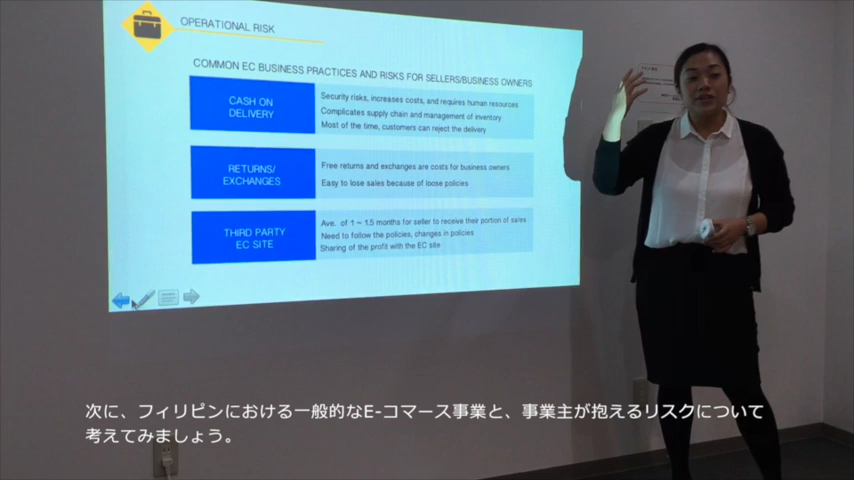 OPERATIONAL RISK
COMMON EC BUSINESS PRACTICES AND RISKS FOR SELLERS/BUSINESS OWNERS
CASH ON
DELIVERY
Security risks, increases costs, and requires human resources
Complicates supply chain and management of inventory
Most of the time, customers can reject the delivery
RETURNS/
EXCHANGES
Free returns and exchanges are costs for business owners
Easy to lose sales because of loose policies
THIRD PARTY
EC SITE
Ave. of 1 ~ 1.5 months for seller to receive their portion of sales
Need to follow the policies, changes in policies
Sharing of the profit with the EC site
次に、フィリピンにおける一般的なE-コマース事業と、事業主が抱えるリスクについて
考えてみましょう。